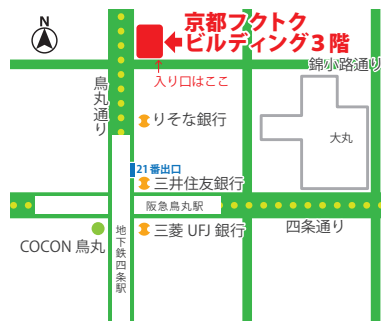 N
京都フクトク
ビルディング3階
錦小路通り
入り口はここ
烏丸通り
りそな銀行
大丸
21番出口
三井住友銀行
阪急烏丸駅
四条通り
三菱UFJ銀行
地下鉄四条駅
COCON 烏丸